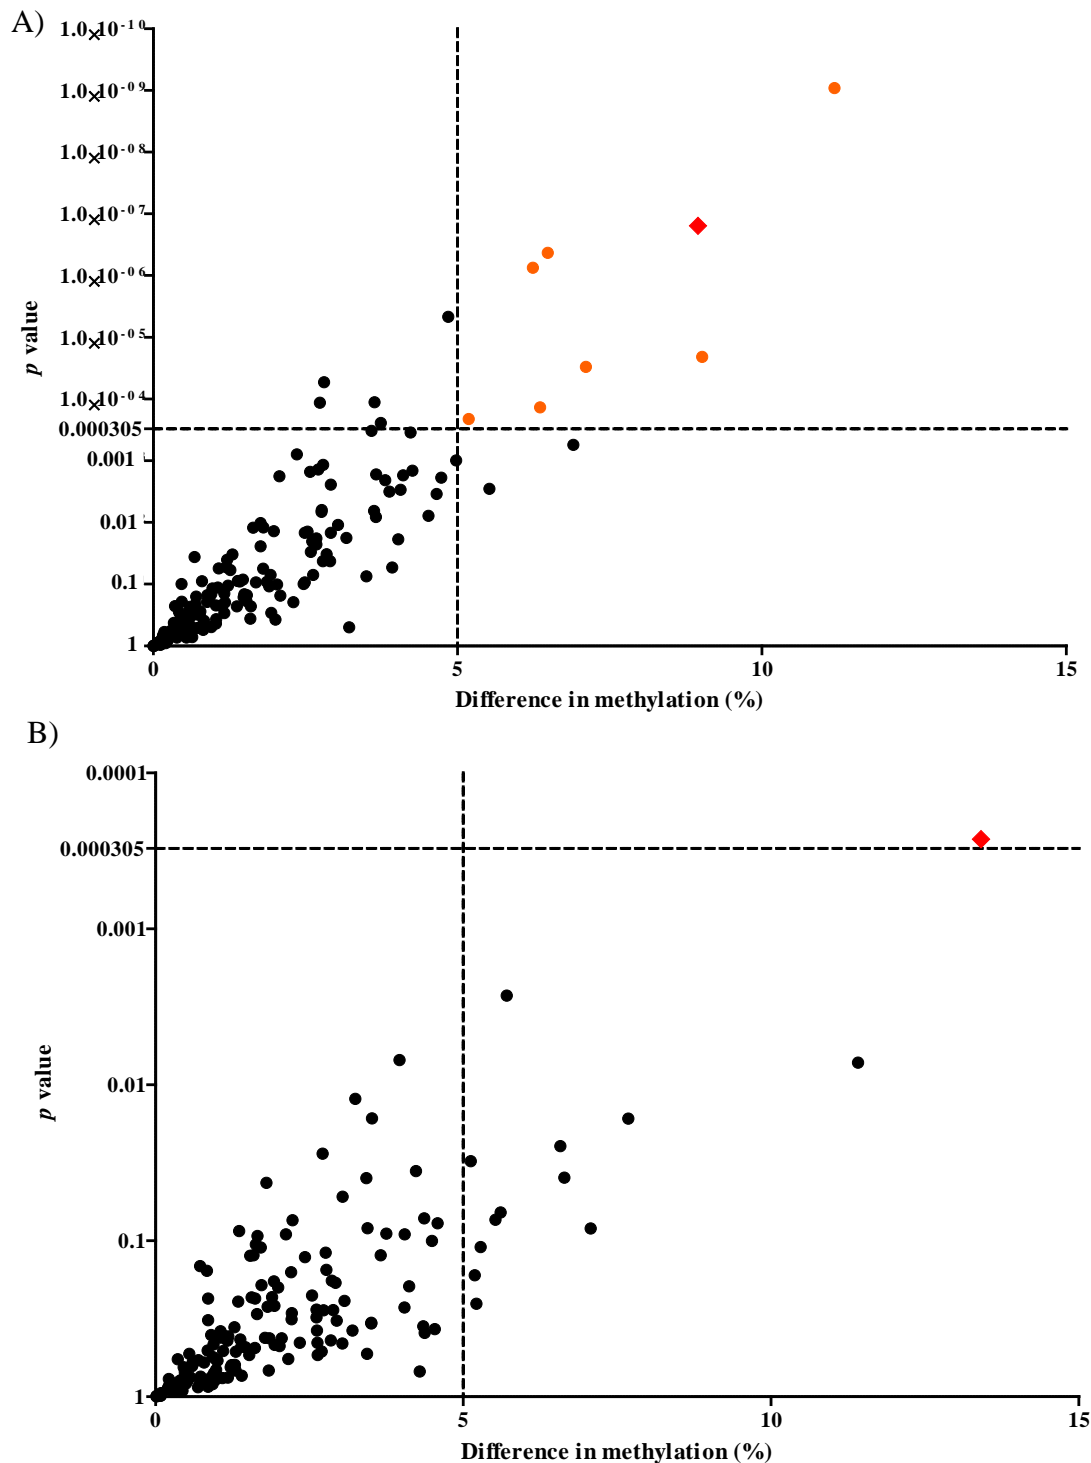 A)
1.0×10⁻¹⁰
1.0×10⁻⁰⁹
1.0×10⁻⁰⁸
1.0×10⁻⁰⁷
1.0×10⁻⁰⁶
1.0×10⁻⁰⁵
1.0×10⁻⁰⁴
0.000305
0.001
0.01
0.1
1
p value
0 5 10 15
Difference in methylation (%)
B)
0.0001
0.000305
0.001
0.01
0.1
1
p value
0 5 10 15
Difference in methylation (%)